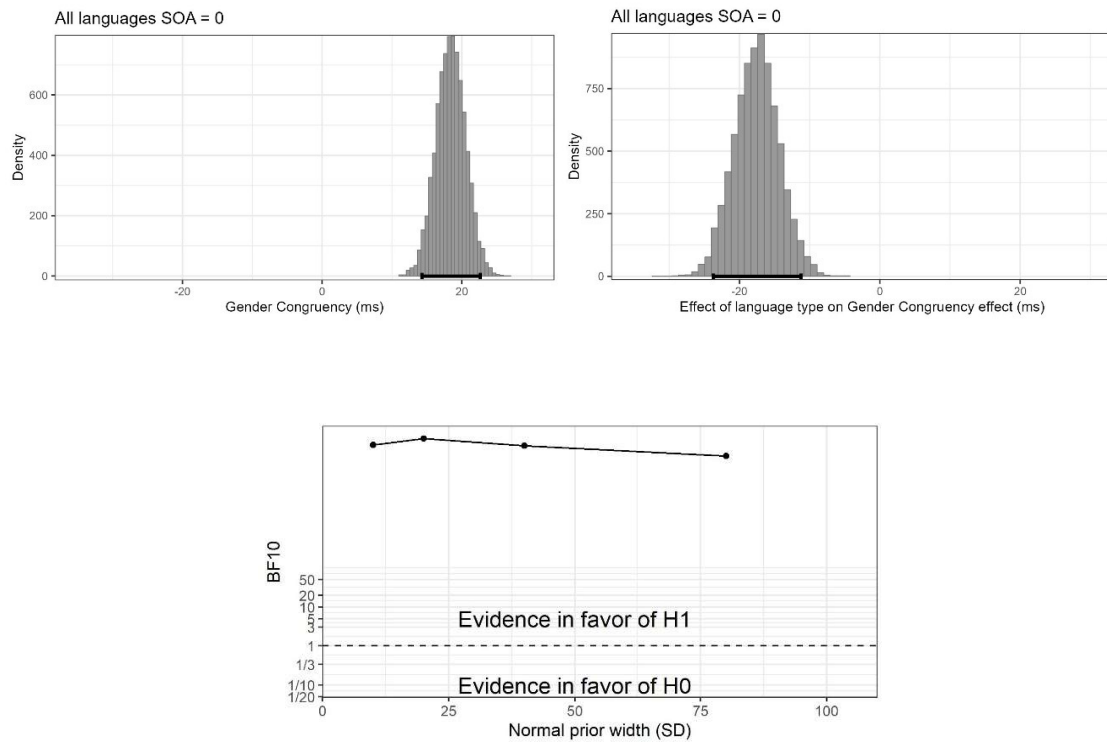 All languages SOA = 0
Density
600
400
200
0
-20
0
20
Gender Congruency (ms)
All languages SOA = 0
Density
750
500
250
0
-20
0
20
Effect of language type on Gender Congruency effect (ms)
BF10
50
20
10
5
3
1
1/3
1/10
1/20
Evidence in favor of H1
Evidence in favor of H0
0
25
50
75
100
Normal prior width (SD)